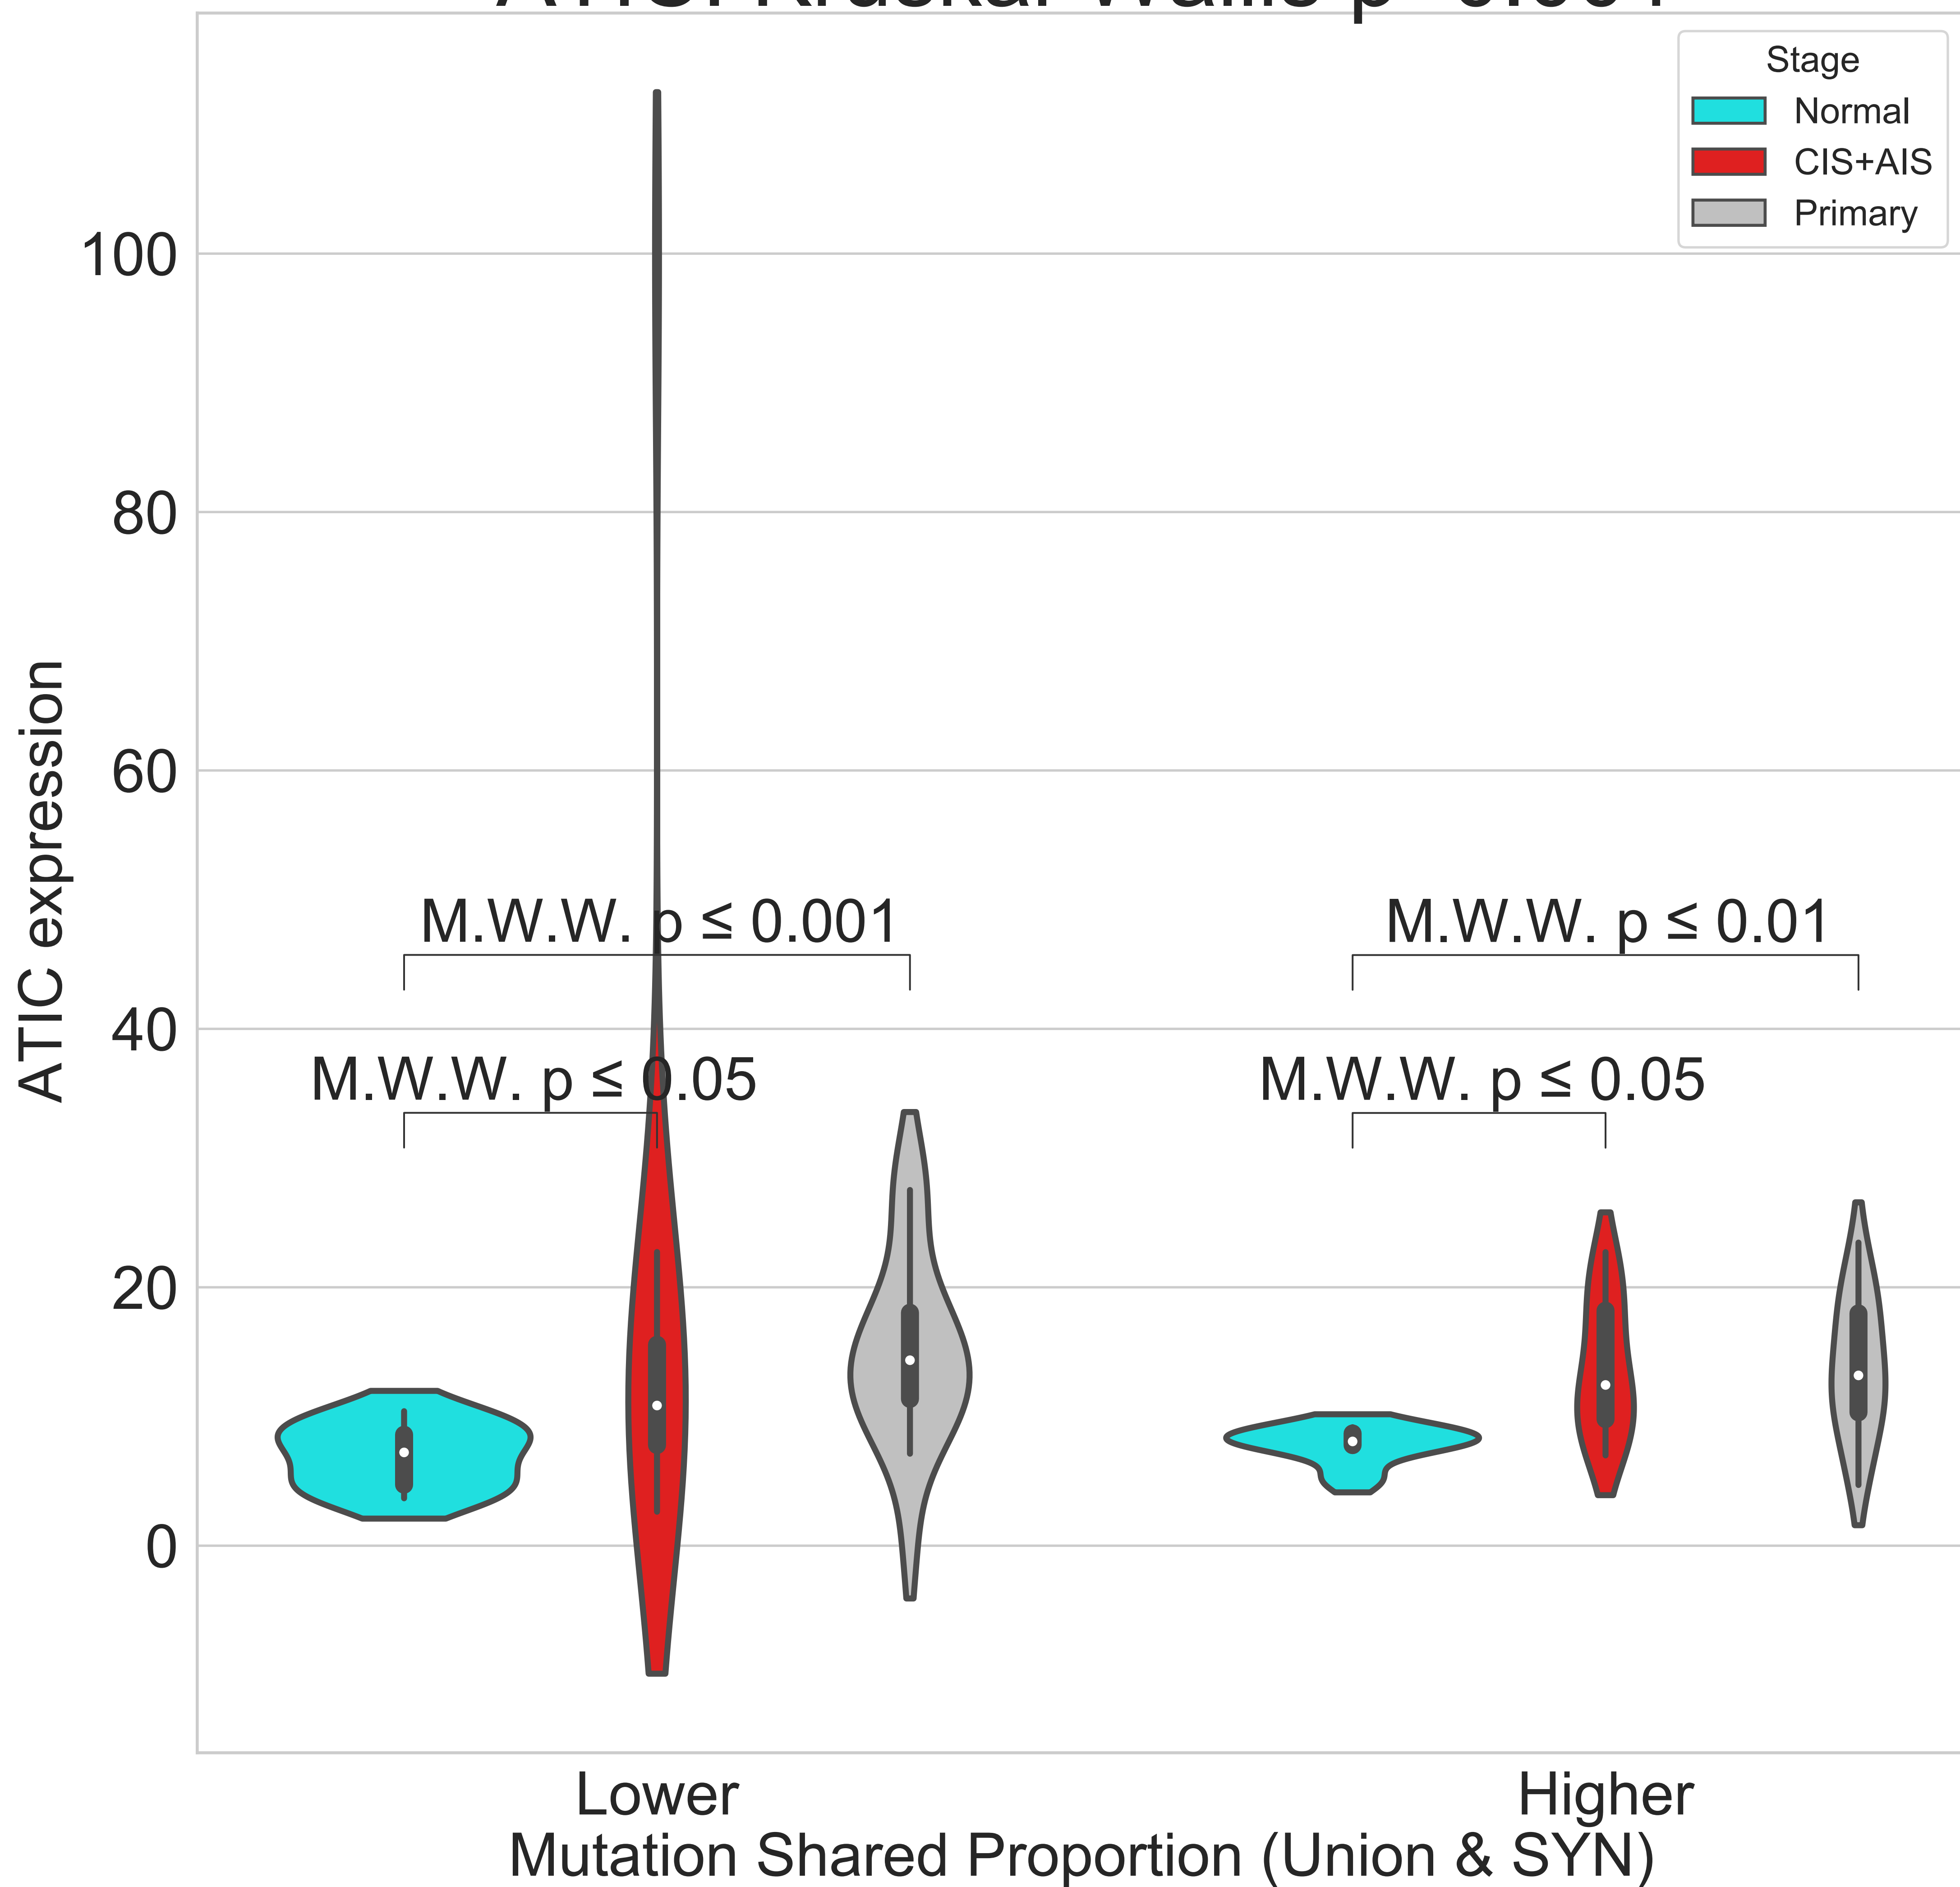 Stage
Normal
CIS+AIS
Primary
100
80
60
40
20
0
ATIC expression
M.W.W. p ≤ 0.001
M.W.W. p ≤ 0.01
M.W.W. p ≤ 0.05
M.W.W. p ≤ 0.05
Lower
Higher
Mutation Shared Proportion (Union & SYN)